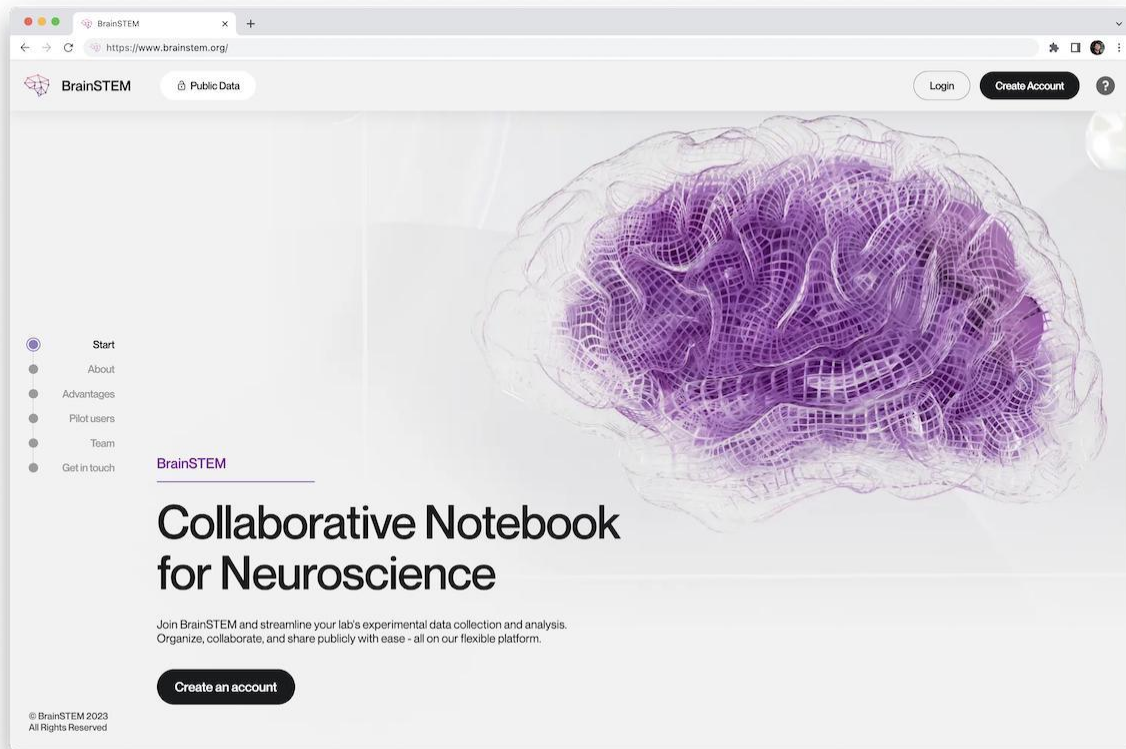 BrainSTEM
https://www.brainstem.org/
BrainSTEM
Public Data
Login
Create Account
?
Start
About
Advantages
Pilot users
Team
Get in touch
BrainSTEM
Collaborative Notebook
for Neuroscience
Join BrainSTEM and streamline your lab's experimental data collection and analysis.
Organize, collaborate, and share publicly with ease - all on our flexible platform.
Create an account
© BrainSTEM 2023
All Rights Reserved